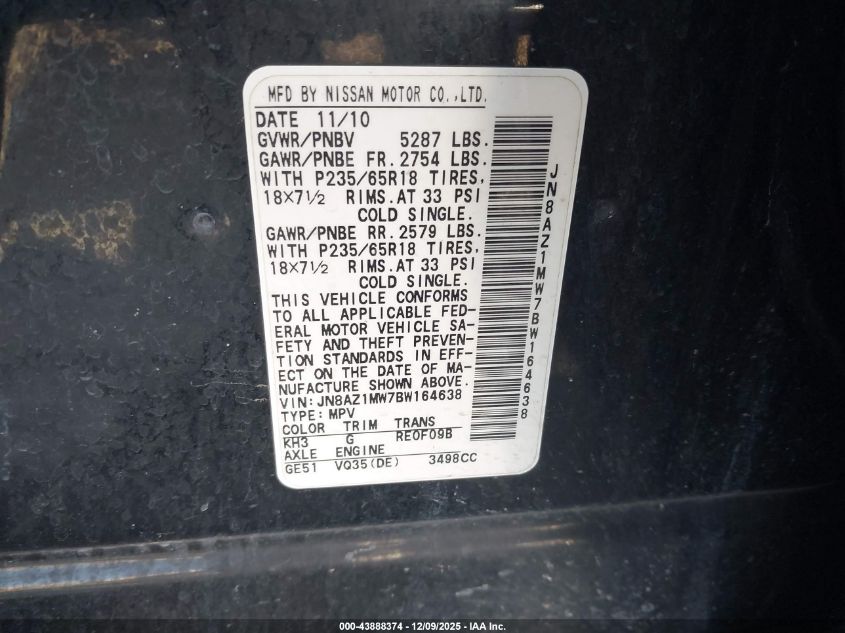 MFD BY NISSAN MOTOR CO.,LTD.
DATE 11/10
GVWR/PNBV 5287 LBS.
GAWR/PNBE FR. 2754 LBS.
WITH P235/65R18 TIRES,
18×7½ RIMS.AT 33 PSI
COLD SINGLE.
GAWR/PNBE RR. 2579 LBS.
WITH P235/65R18 TIRES,
18×7½ RIMS.AT 33 PSI
COLD SINGLE.
THIS VEHICLE CONFORMS
TO ALL APPLICABLE FED-
ERAL MOTOR VEHICLE SA-
FETY AND THEFT PREVEN-
TION STANDARDS IN EFF-
ECT ON THE DATE OF MA-
NUFACTURE SHOWN ABOVE.
VIN:JN8AZ1MW7BW164638
TYPE:MPV
COLOR TRIM TRANS
KH3 G RE0F09B
AXLE ENGINE
GE51 VQ35(DE) 3498CC
JN8AZ1MW7BW164638
000-43888374 - 12/09/2025 - IAA Inc.